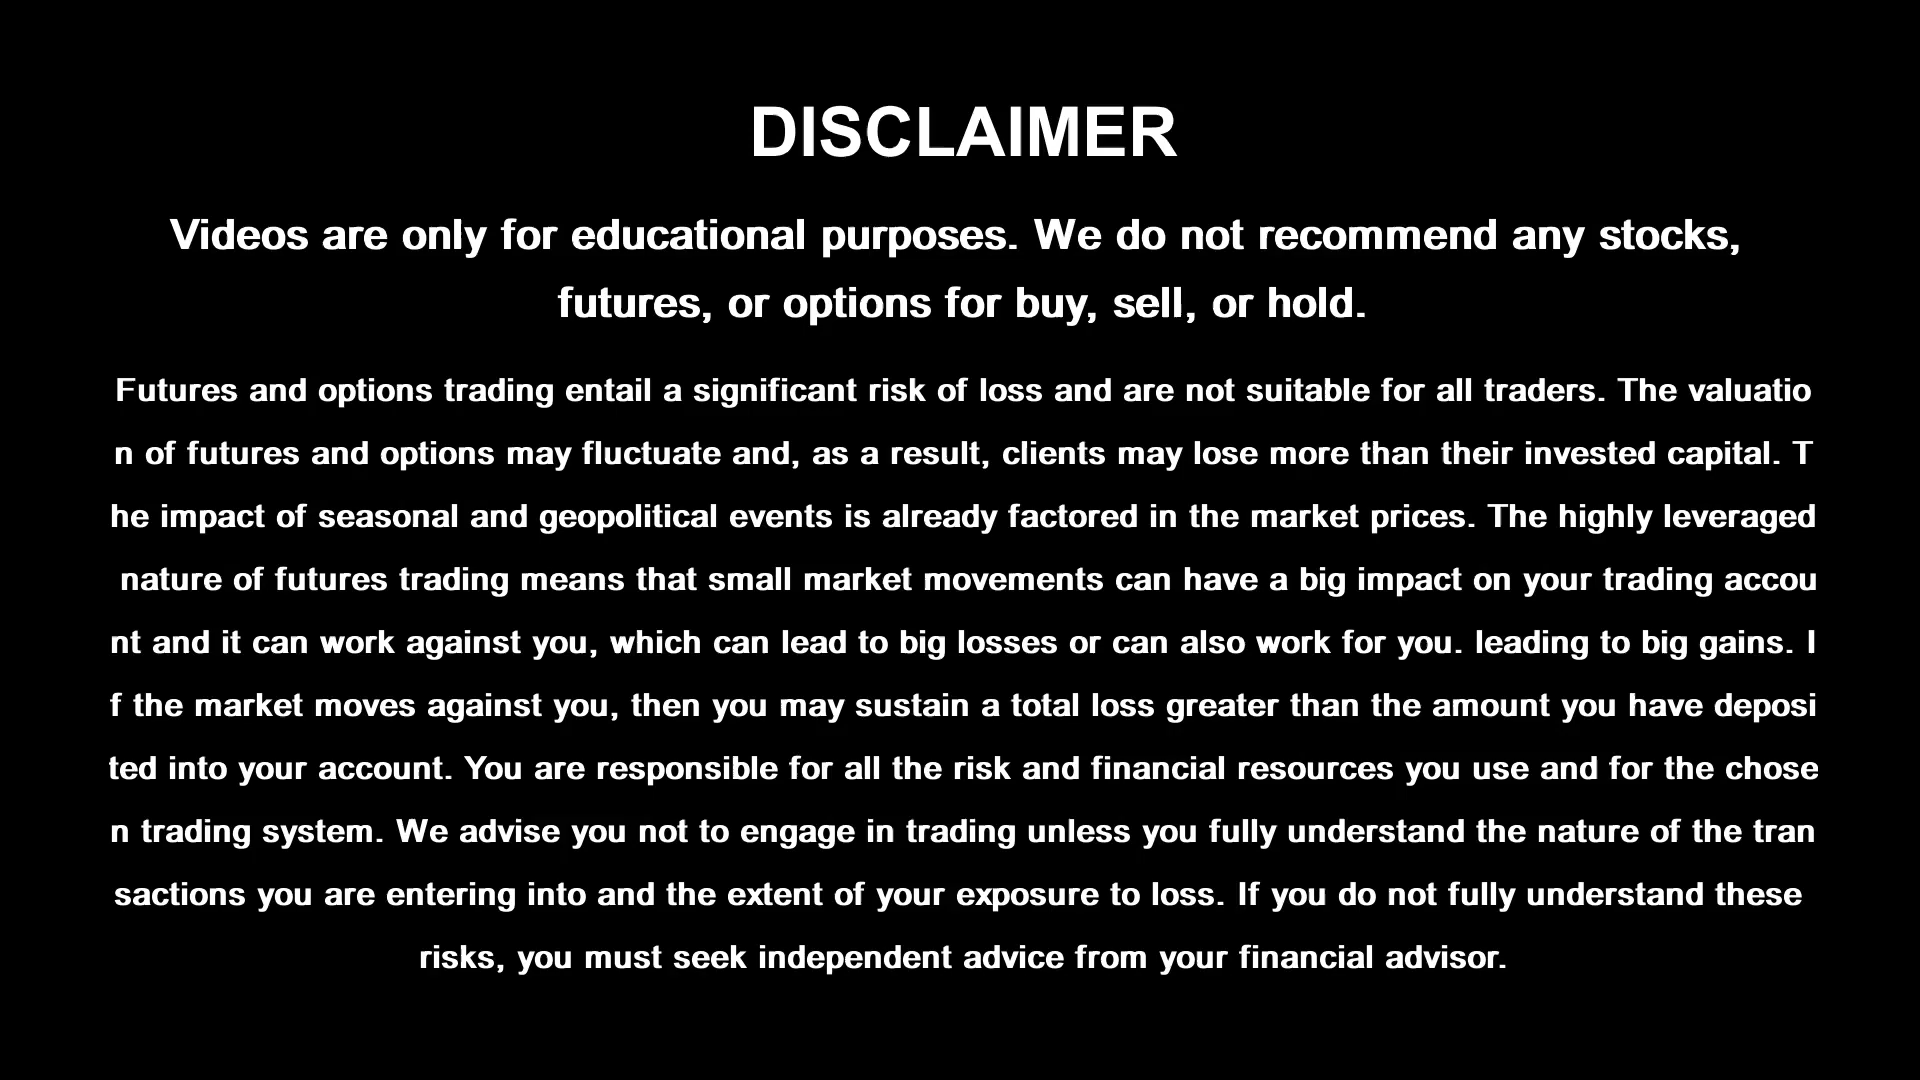 DISCLAIMER
Videos are only for educational purposes. We do not recommend any stocks,
futures, or options for buy, sell, or hold.
Futures and options trading entail a significant risk of loss and are not suitable for all traders. The valuatio
n of futures and options may fluctuate and, as a result, clients may lose more than their invested capital. T
he impact of seasonal and geopolitical events is already factored in the market prices. The highly leveraged
nature of futures trading means that small market movements can have a big impact on your trading accou
nt and it can work against you, which can lead to big losses or can also work for you. leading to big gains. I
f the market moves against you, then you may sustain a total loss greater than the amount you have deposi
ted into your account. You are responsible for all the risk and financial resources you use and for the chose
n trading system. We advise you not to engage in trading unless you fully understand the nature of the tran
sactions you are entering into and the extent of your exposure to loss. If you do not fully understand these
risks, you must seek independent advice from your financial advisor.